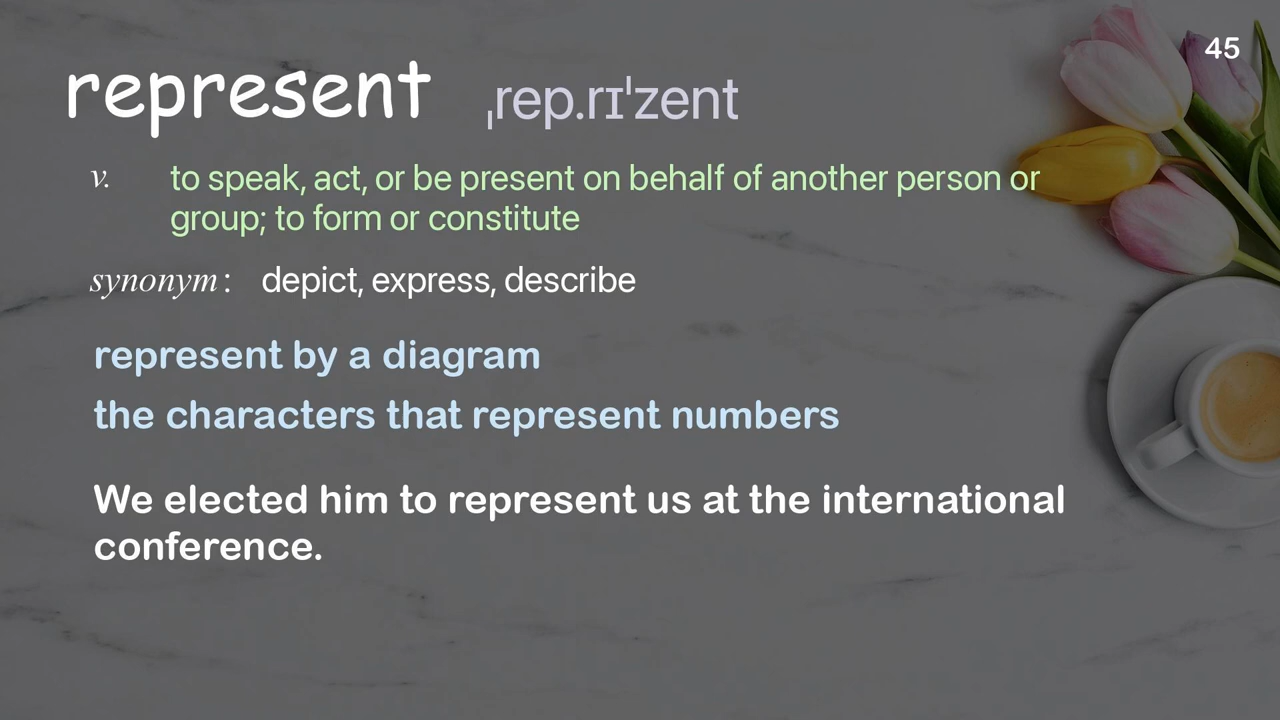 45
represent ˌrep.rɪˈzent
v. to speak, act, or be present on behalf of another person or
group; to form or constitute
synonym: depict, express, describe
represent by a diagram
the characters that represent numbers
We elected him to represent us at the international
conference.